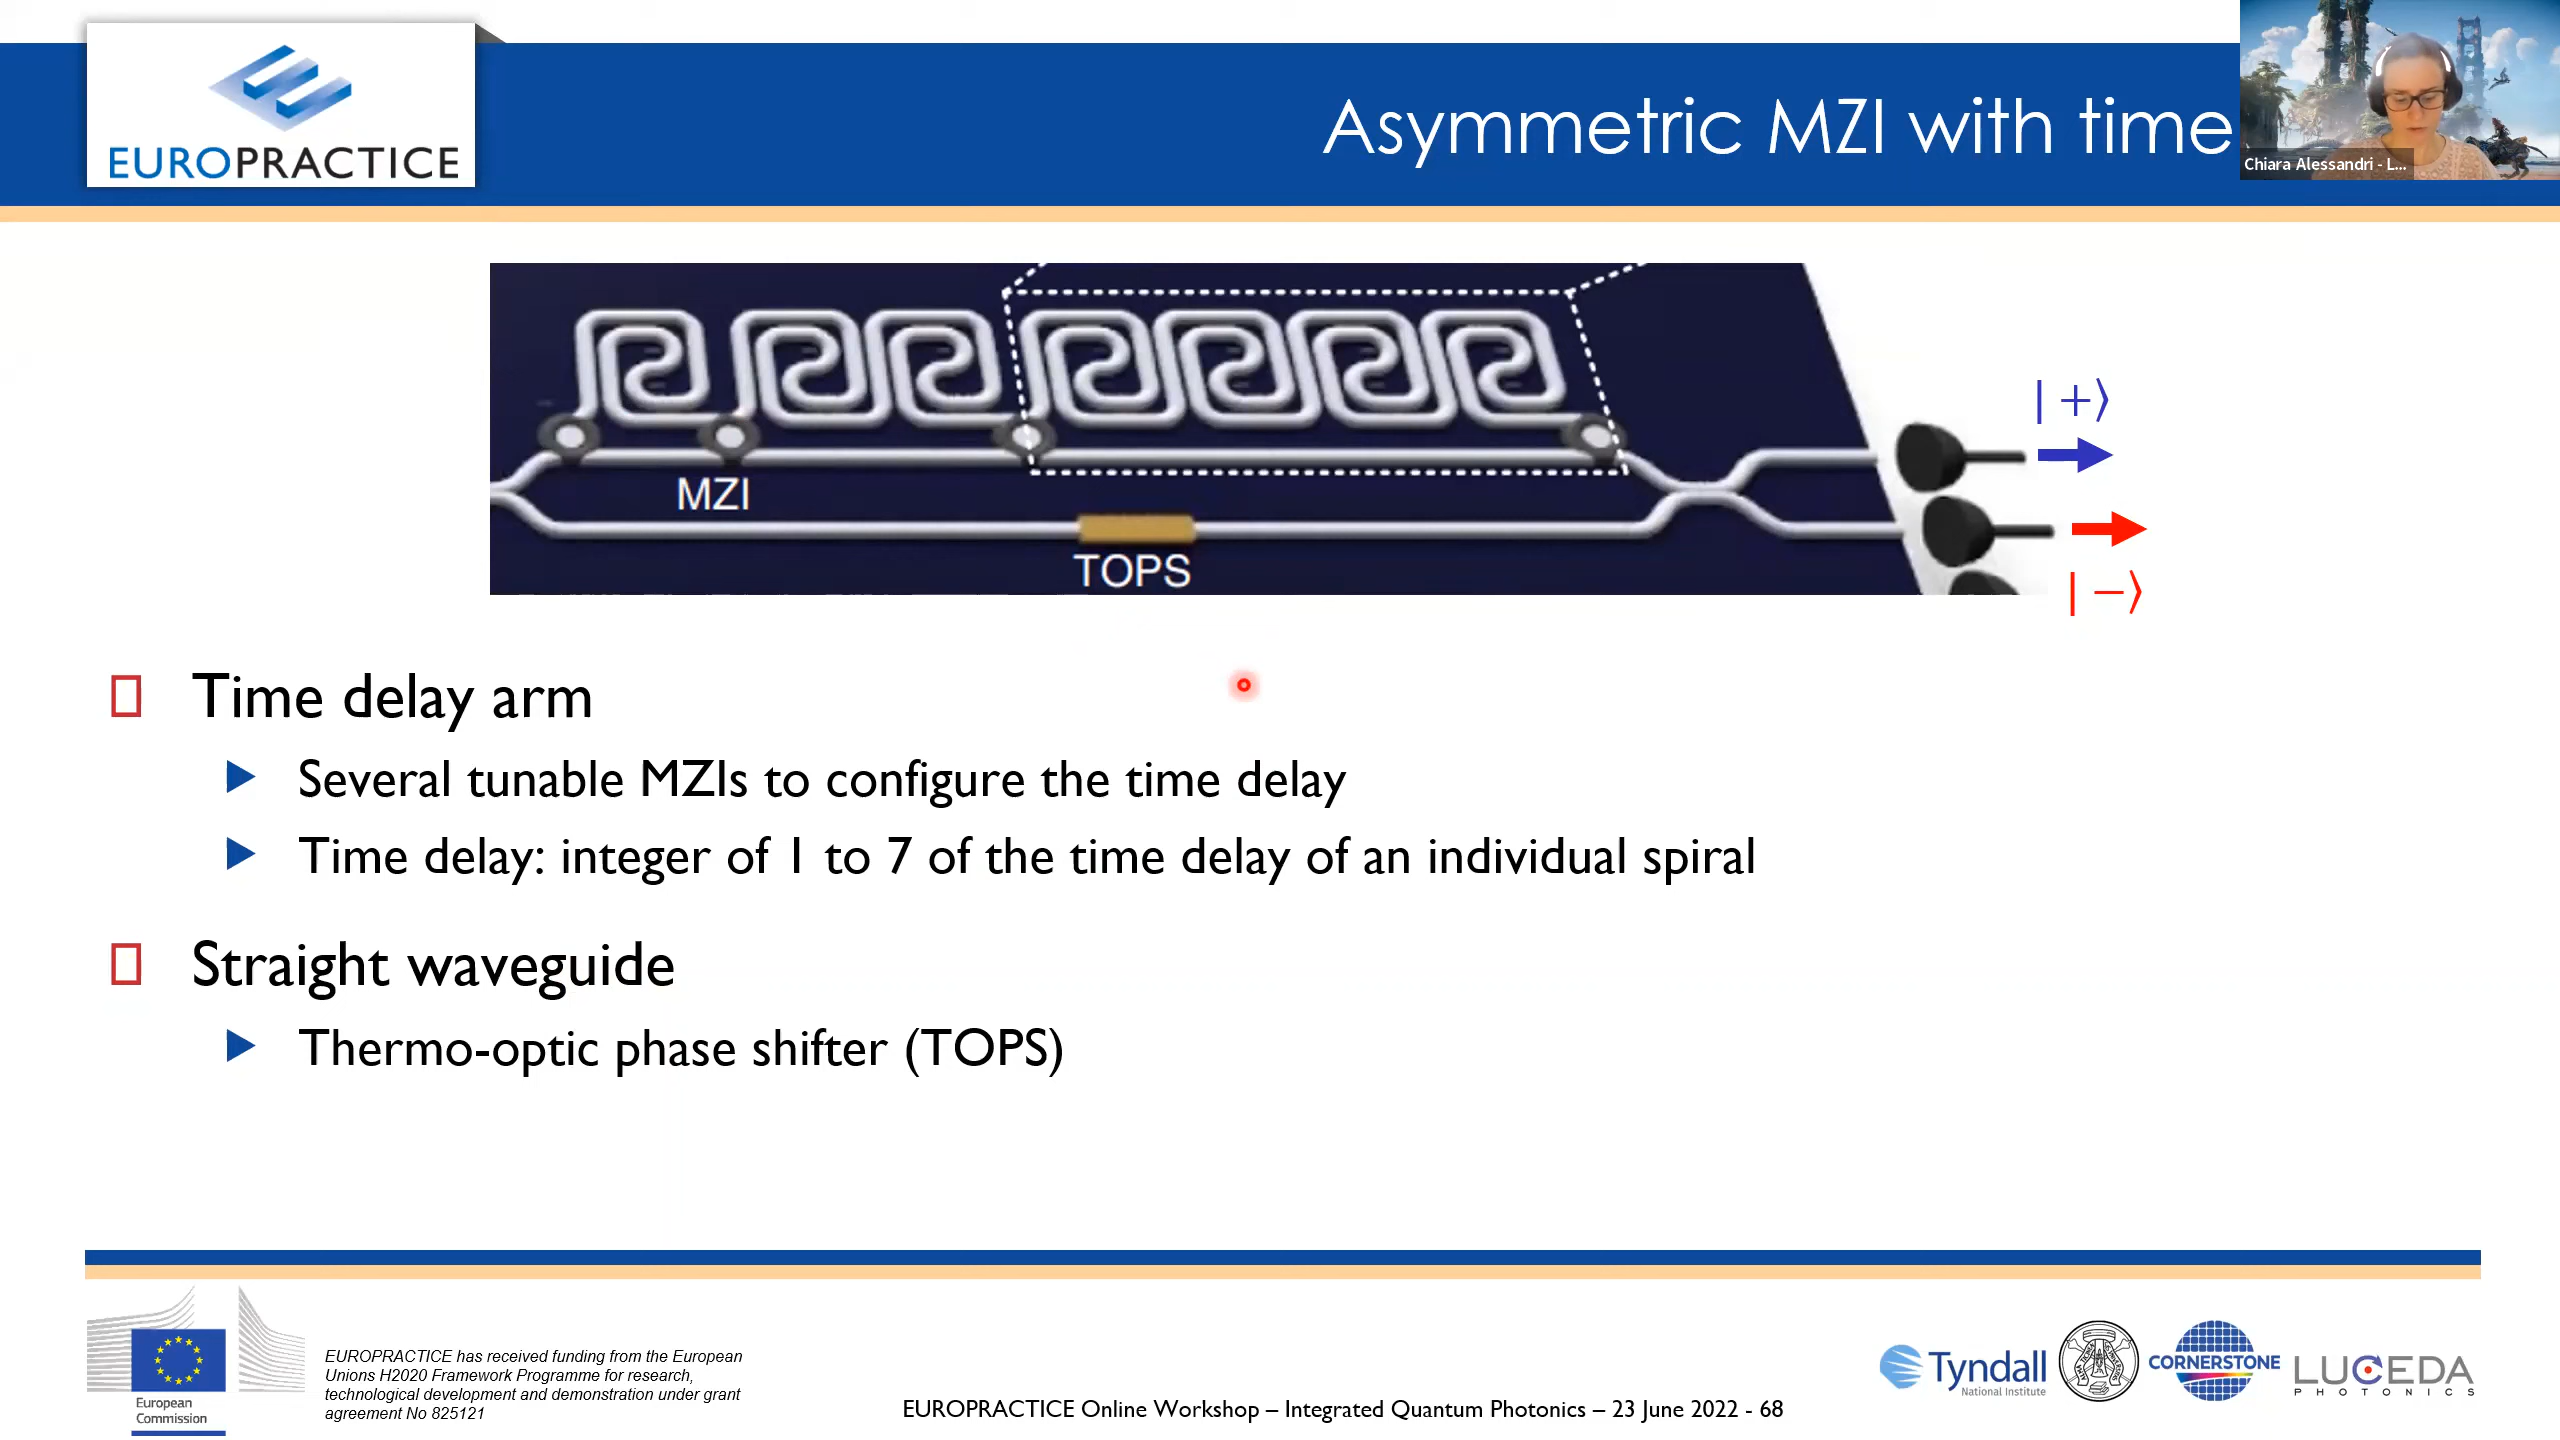 EUROPRACTICE
Asymmetric MZI with time
Chiara Alessandri - L...
MZI
TOPS
| +⟩
| −⟩
Time delay arm
Several tunable MZIs to configure the time delay
Time delay: integer of 1 to 7 of the time delay of an individual spiral
Straight waveguide
Thermo-optic phase shifter (TOPS)
European
Commission
EUROPRACTICE has received funding from the European
Unions H2020 Framework Programme for research,
technological development and demonstration under grant
agreement No 825121
EUROPRACTICE Online Workshop – Integrated Quantum Photonics – 23 June 2022 - 68
Tyndall
National Institute
CORNERSTONE
LUCEDA
PHOTONICS